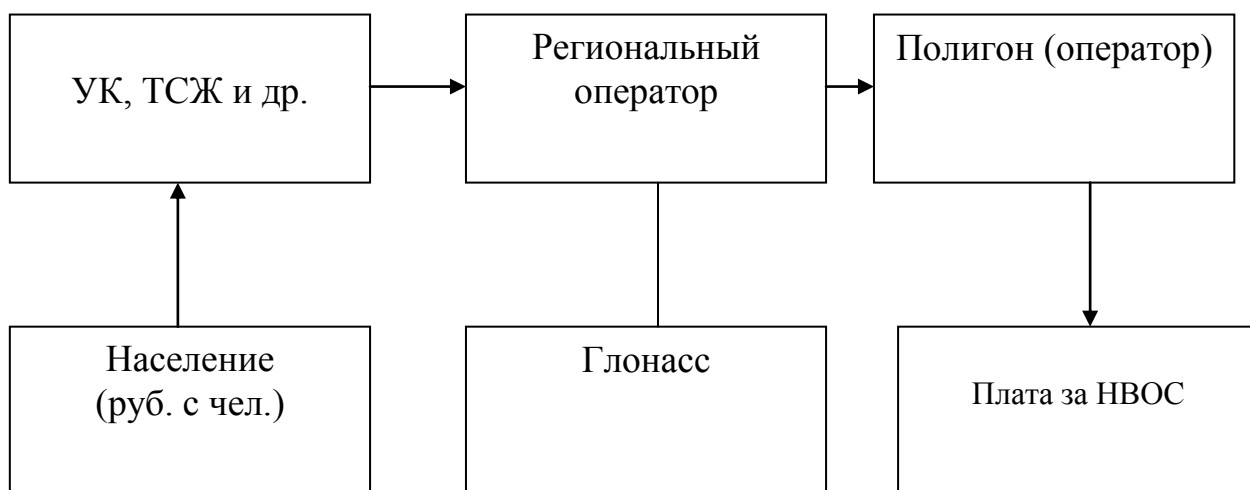 УК, ТСЖ и др.
Региональный
оператор
Полигон (оператор)
Население
(руб. с чел.)
Глонасс
Плата за НВОС